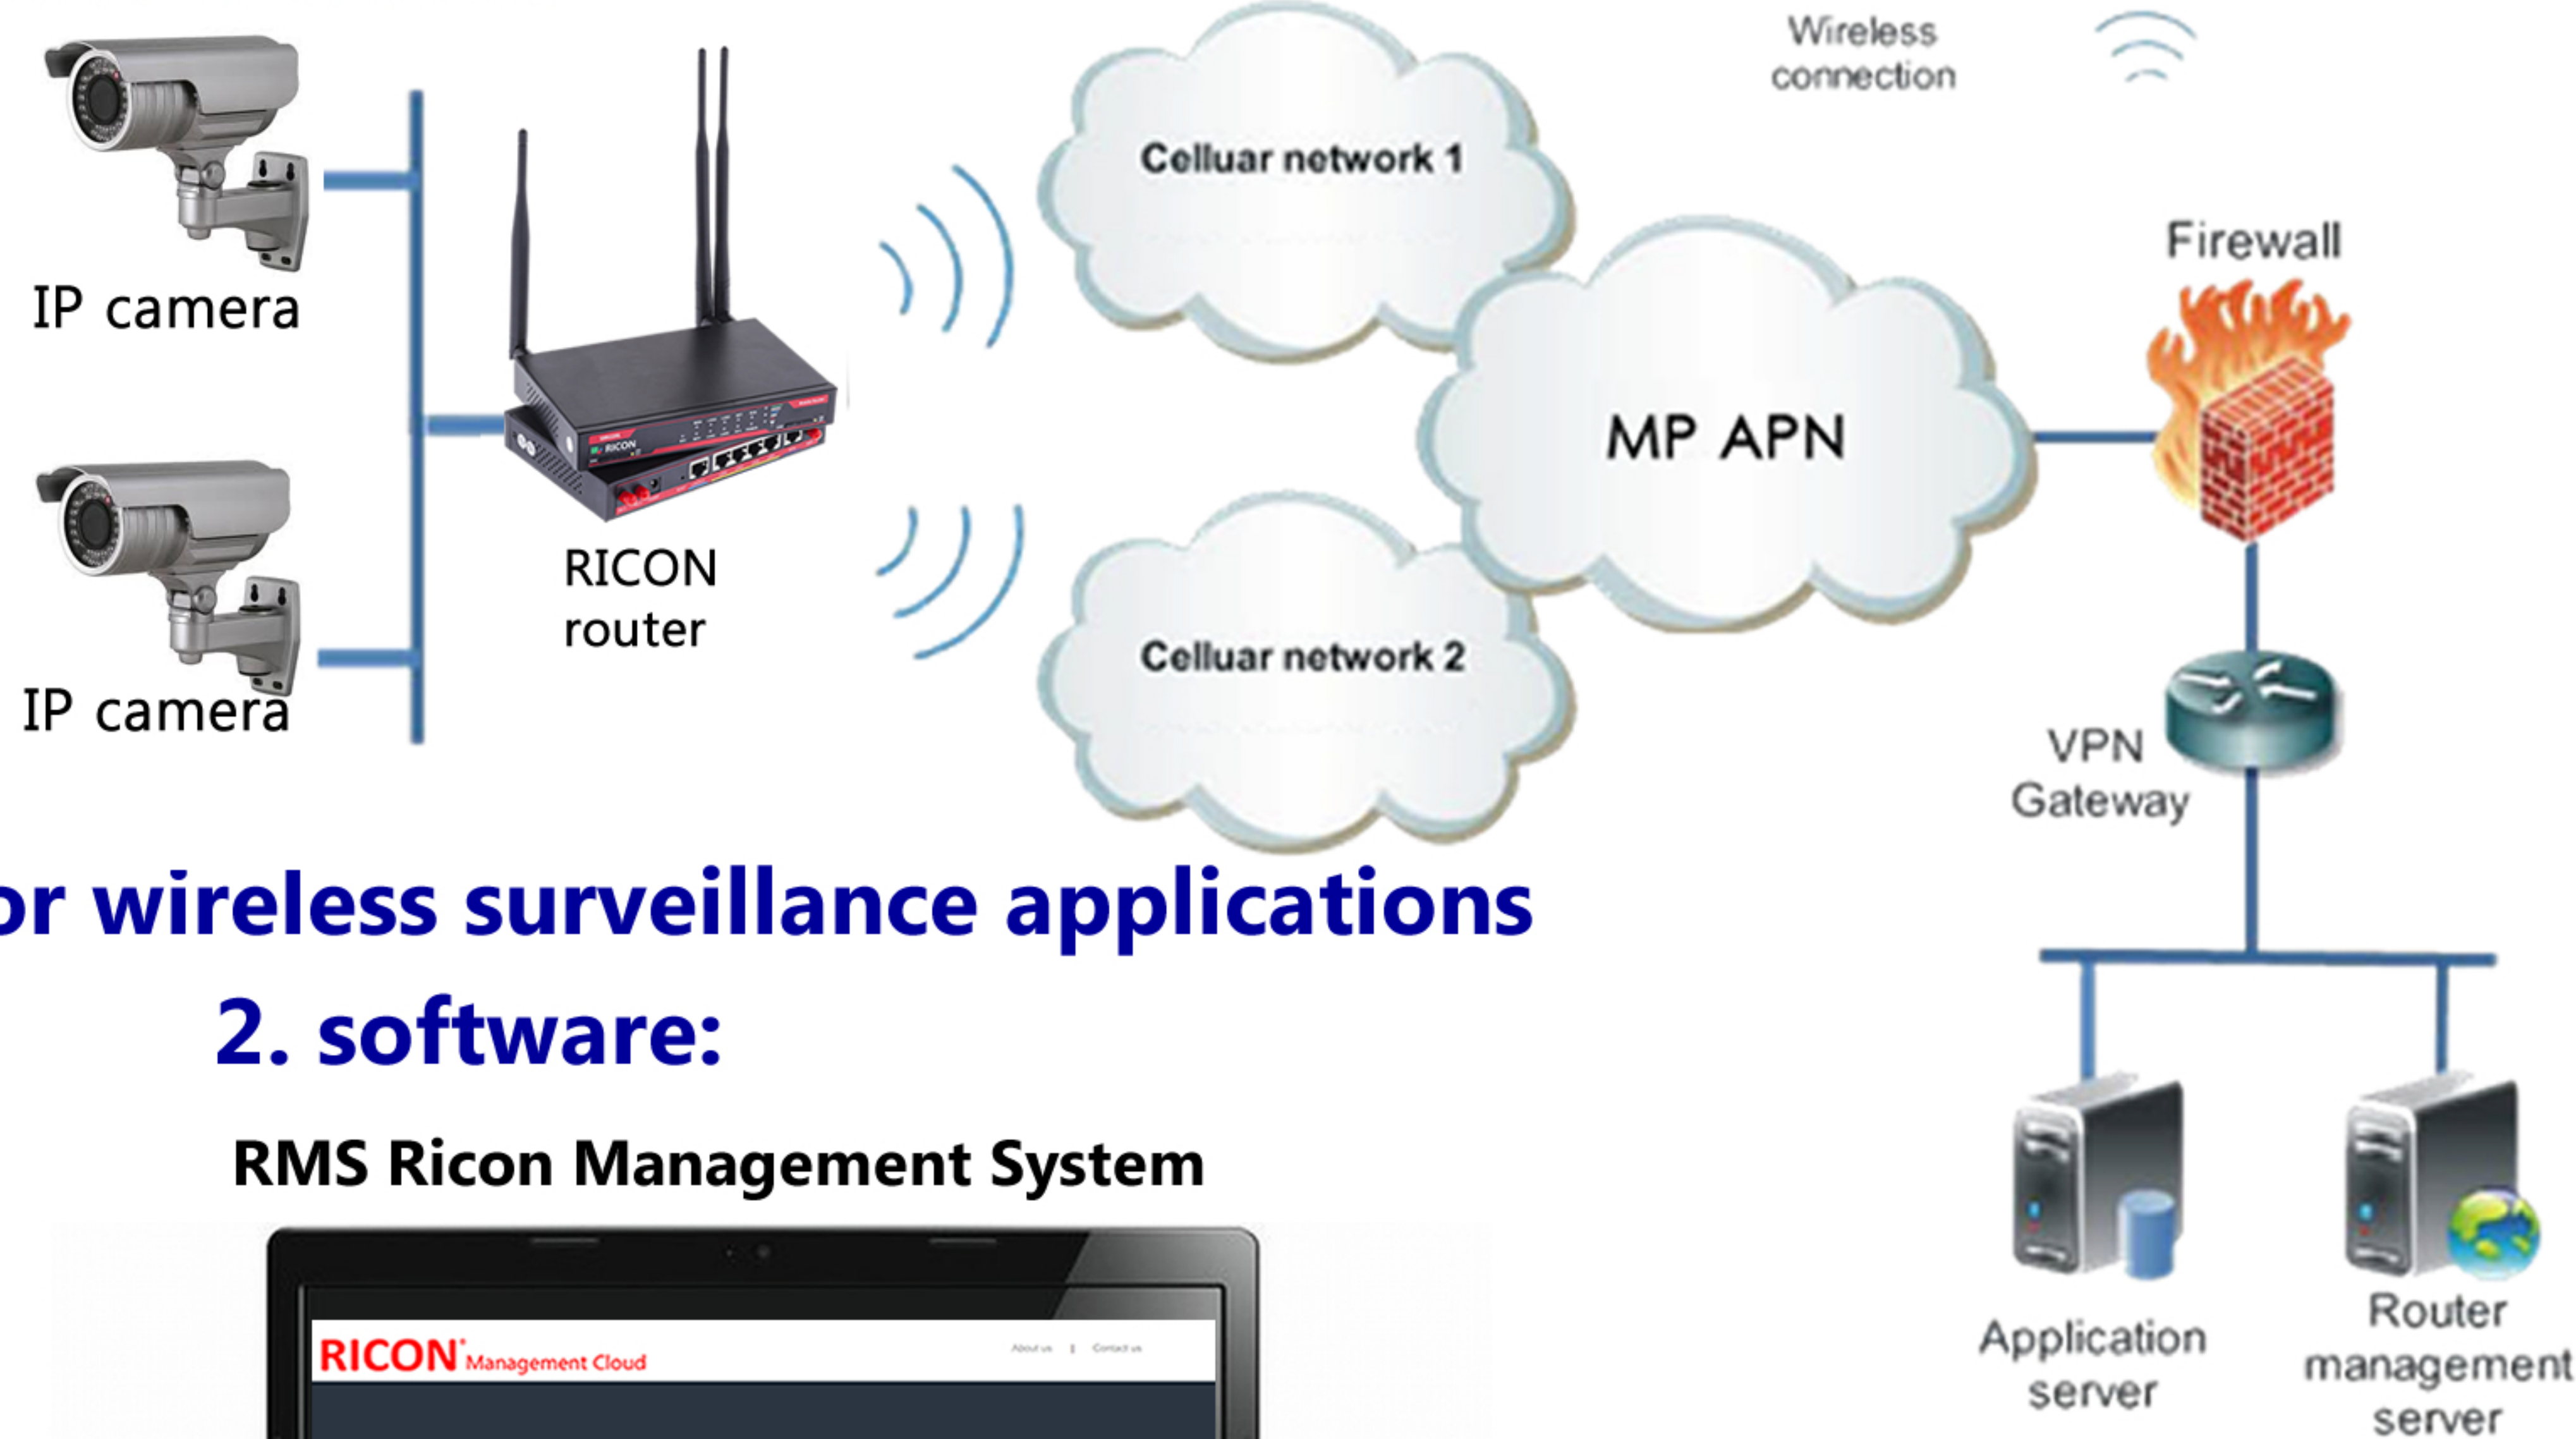 Wireless
connection
Celluar network 1
Firewall
IP camera
MP APN
RICON
RICON
router
Celluar network 2
IP camera
VPN
Gateway
or wireless surveillance applications
2. software:
RMS Ricon Management System
RICON Management Cloud
About us | Contact us
Application
server
Router
management
server